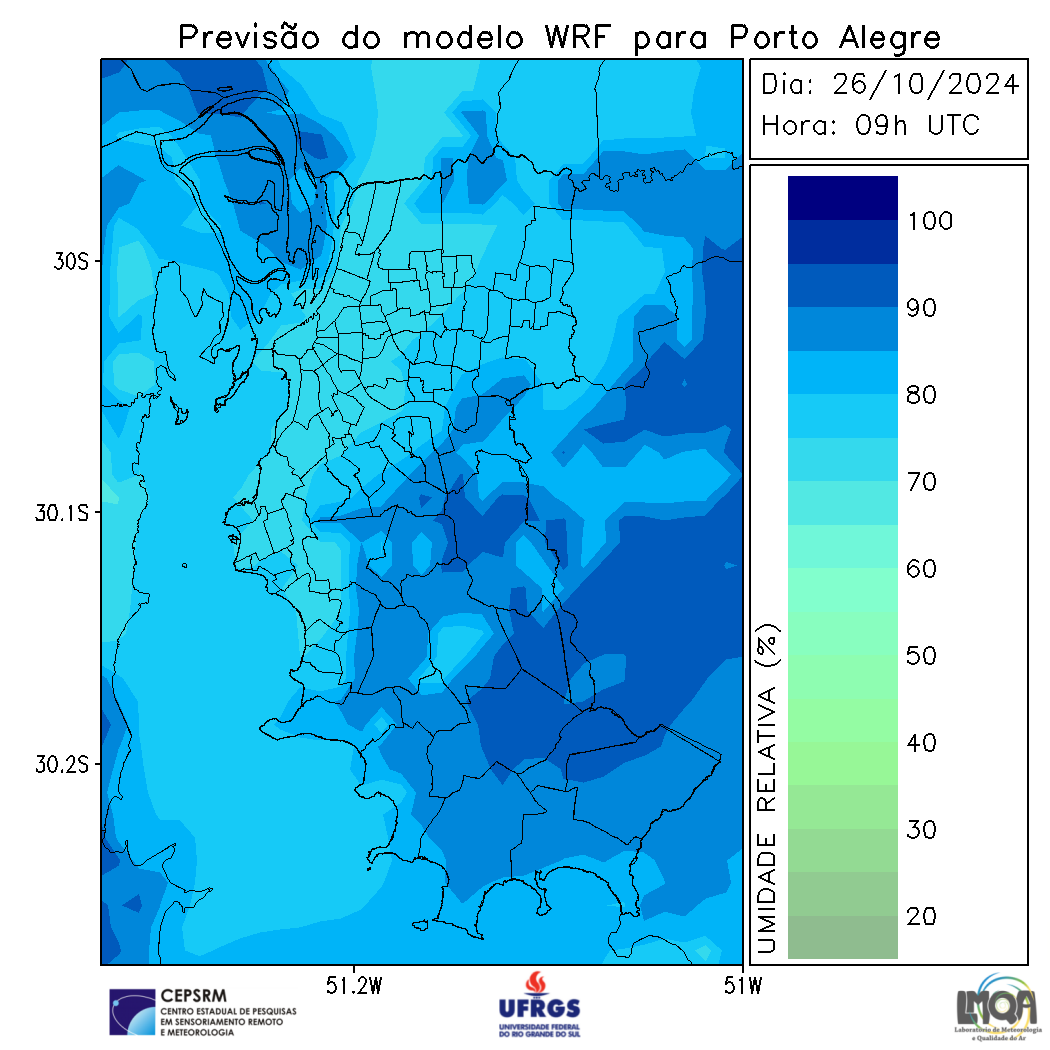 Previsão do modelo WRF para Porto Alegre
Dia: 26/10/2024
Hora: 09h UTC
30S
30.1S
30.2S
51.2W
51W
100
90
80
70
60
50
40
30
20
UMIDADE RELATIVA (%)
CEPSRM
CENTRO ESTADUAL DE PESQUISAS
EM SENSORIAMENTO REMOTO
E METEOROLOGIA
UFRGS
UNIVERSIDADE FEDERAL
DO RIO GRANDE DO SUL
LMQA
Laboratório de Meteorologia
e Qualidade do Ar